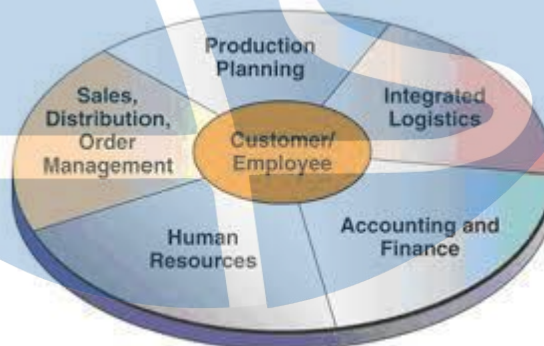 Production
Planning
Sales,
Distribution,
Order
Management
Integrated
Logistics
Customer/
Employee
Human
Resources
Accounting and
Finance